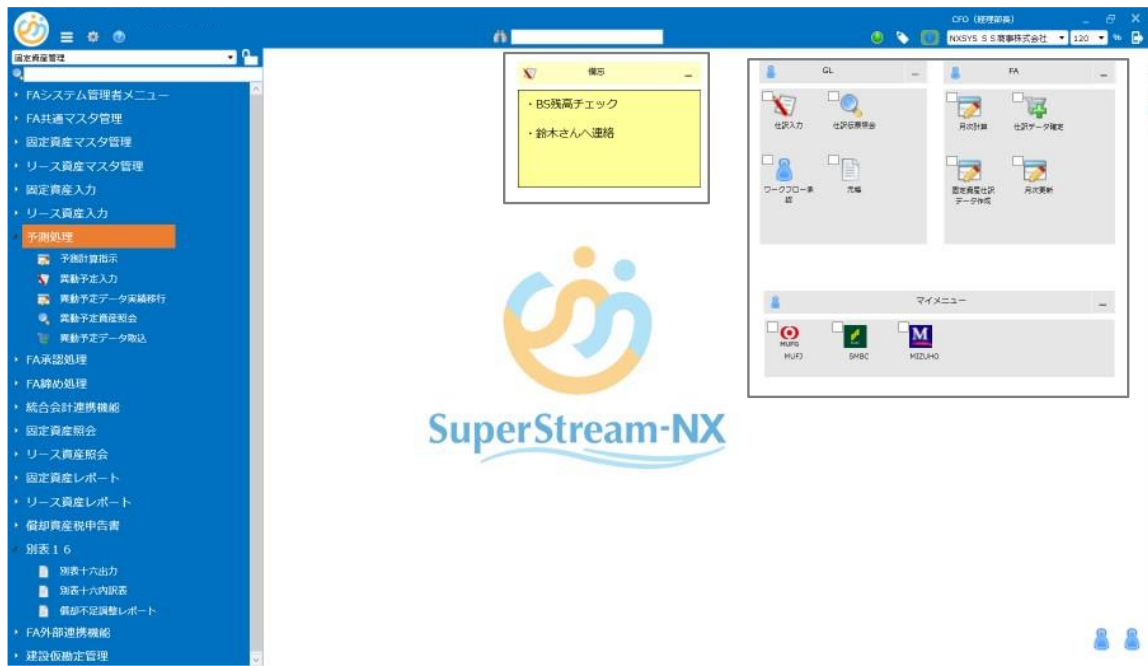 CFO（経理部長）
NXSYS ＳＳ商事株式会社
120
固定資産管理
FAシステム管理者メニュー
FA共通マスタ管理
固定資産マスタ管理
リース資産マスタ管理
固定資産入力
リース資産入力
予測処理
予測計算指示
異動予定入力
異動予定データ実績移行
異動予定資産照会
異動予定データ取込
FA承認処理
FA締め処理
統合会計連携機能
固定資産照会
リース資産照会
固定資産レポート
リース資産レポート
償却資産税申告書
別表１６
別表十六出力
別表十六内訳表
償却不足調整レポート
FA外部連携機能
建設仮勘定管理
備忘
・BS残高チェック
・鈴木さんへ連絡
SuperStream-NX
GL
仕訳入力
仕訳伝票照会
ワークフロー承
認
元帳
FA
月次計算
仕訳データ確定
固定資産仕訳
データ作成
月次更新
マイメニュー
MUFG
MUFJ
SMBC
M
MIZUHO